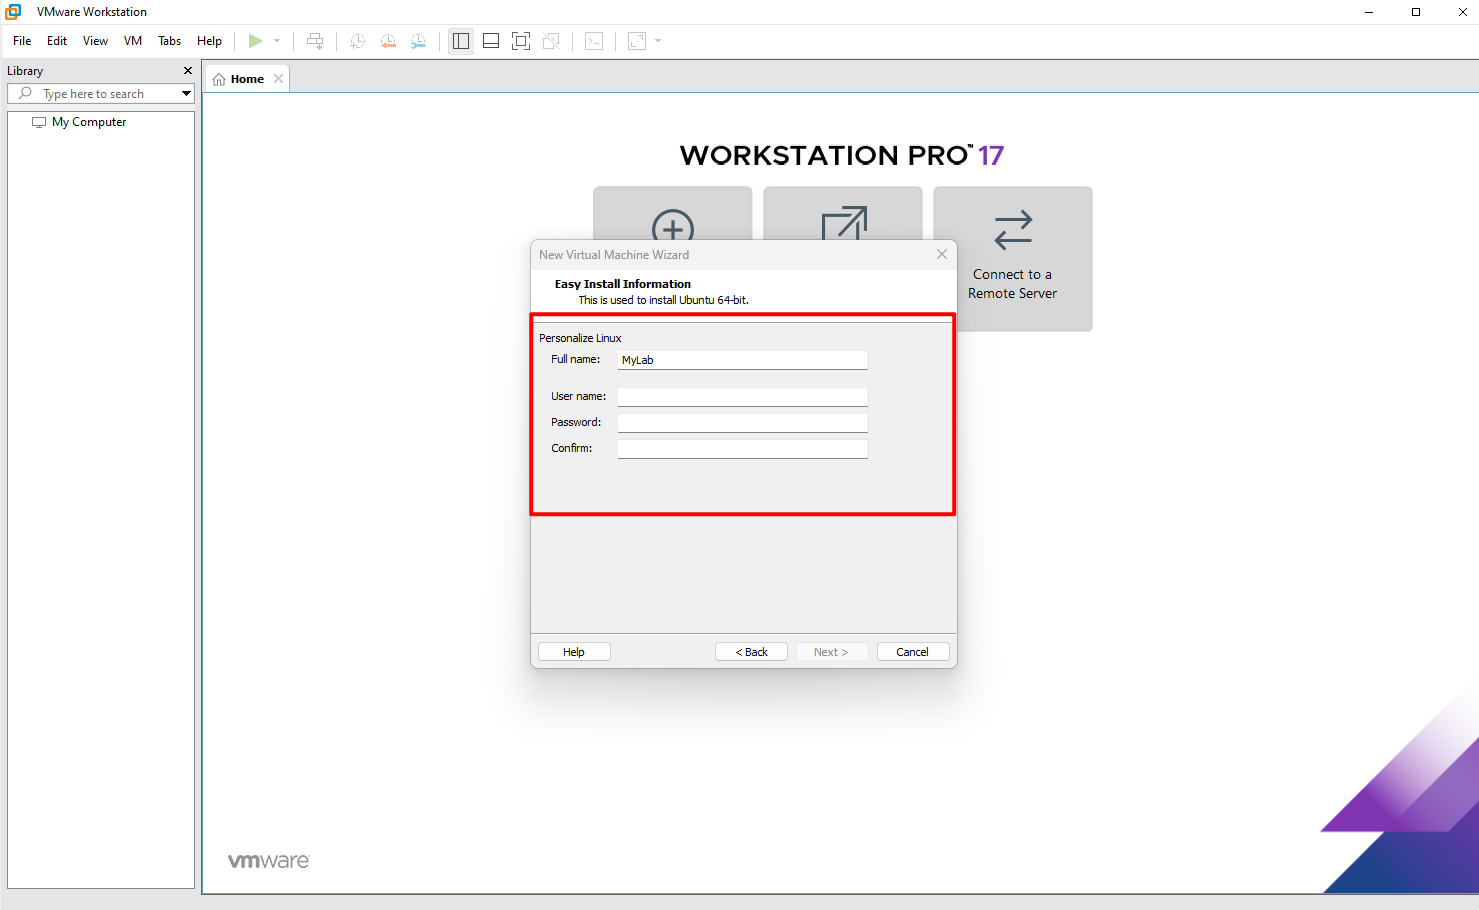 VMware Workstation
File Edit View VM Tabs Help
Library
Type here to search
My Computer
Home
WORKSTATION PRO™ 17
Connect to a
Remote Server
New Virtual Machine Wizard
Easy Install Information
This is used to install Ubuntu 64-bit.
Personalize Linux
Full name: MyLab
User name:
Password:
Confirm:
Help < Back Next > Cancel
vmware